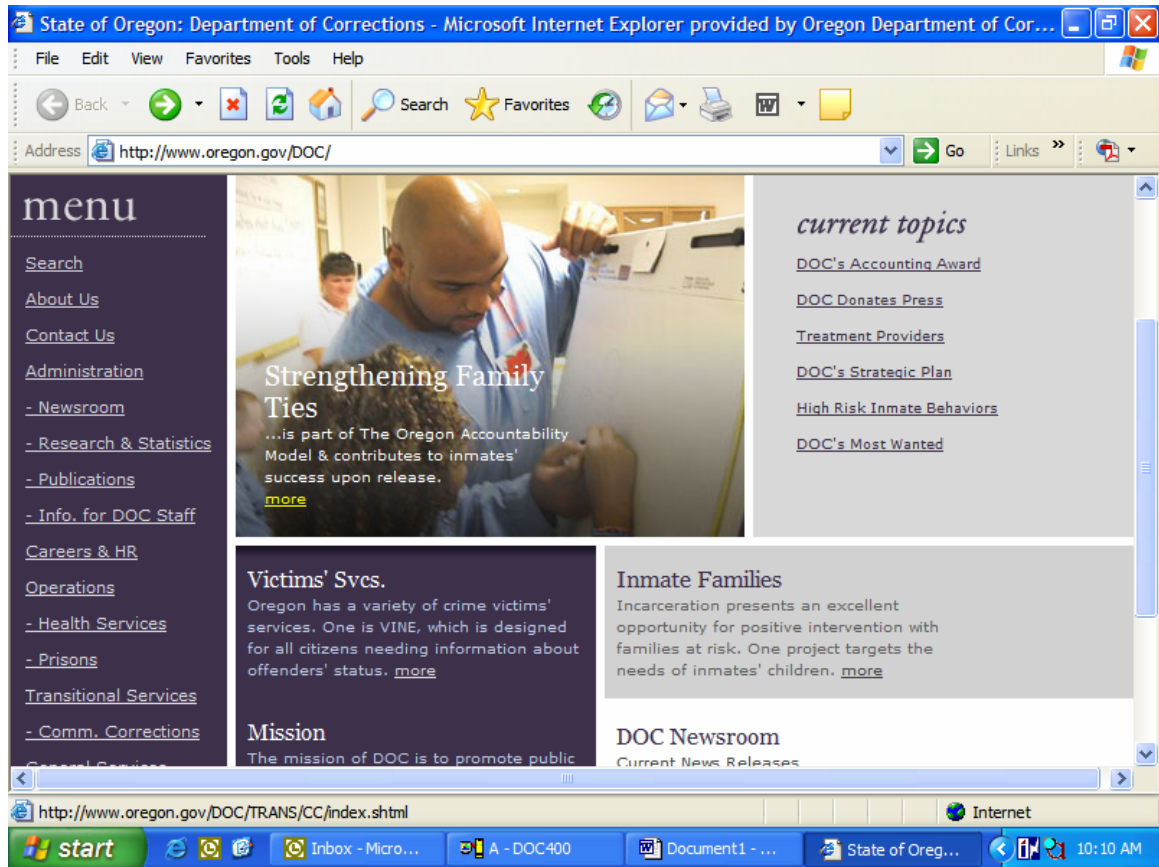 State of Oregon: Department of Corrections - Microsoft Internet Explorer provided by Oregon Department of Cor...
File Edit View Favorites Tools Help
Back Search Favorites
Address http://www.oregon.gov/DOC/ Go Links »
menu
Search
About Us
Contact Us
Administration
- Newsroom
- Research & Statistics
- Publications
- Info. for DOC Staff
Careers & HR
Operations
- Health Services
- Prisons
Transitional Services
- Comm. Corrections
General Services
Strengthening Family
Ties
...is part of The Oregon Accountability
Model & contributes to inmates'
success upon release.
more
current topics
DOC's Accounting Award
DOC Donates Press
Treatment Providers
DOC's Strategic Plan
High Risk Inmate Behaviors
DOC's Most Wanted
Victims' Svcs.
Oregon has a variety of crime victims'
services. One is VINE, which is designed
for all citizens needing information about
offenders' status. more
Inmate Families
Incarceration presents an excellent
opportunity for positive intervention with
families at risk. One project targets the
needs of inmates' children. more
Mission
The mission of DOC is to promote public
DOC Newsroom
Current News Releases
http://www.oregon.gov/DOC/TRANS/CC/index.shtml Internet
start Inbox - Micro... A - DOC400 Document1 - ... State of Oreg... 10:10 AM